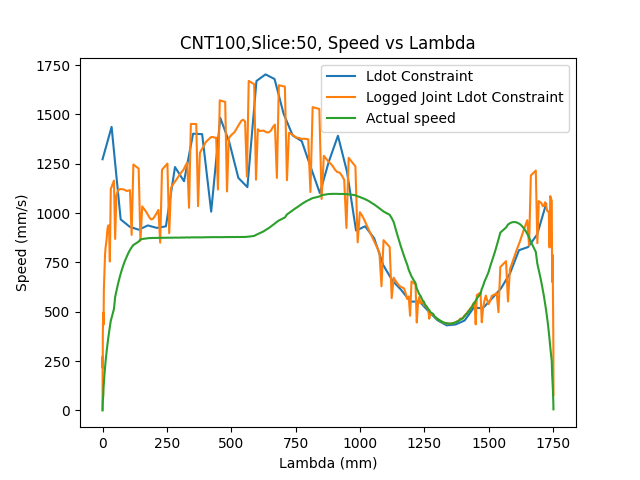 CNT100,Slice:50, Speed vs Lambda
Ldot Constraint
Logged Joint Ldot Constraint
Actual speed
Speed (mm/s)
1750
1500
1250
1000
750
500
250
0
0 250 500 750 1000 1250 1500 1750
Lambda (mm)